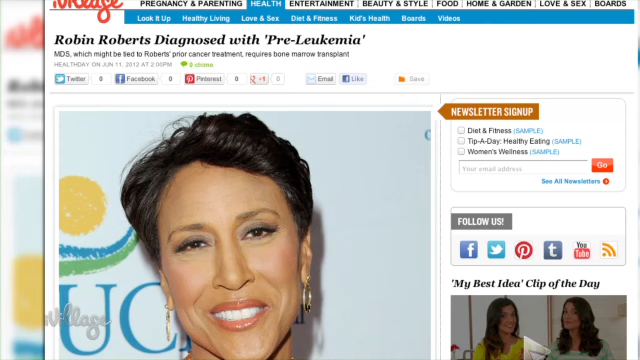 iVillage
PREGNANCY & PARENTING HEALTH ENTERTAINMENT BEAUTY & STYLE FOOD HOME & GARDEN LOVE & SEX Boards
Look It Up Healthy Living Love & Sex Diet & Fitness Kid's Health Boards Videos
Robin Roberts Diagnosed with 'Pre-Leukemia'
MDS, which might be tied to Roberts' prior cancer treatment, requires bone marrow transplant
HEALTHDAY ON JUN 11, 2012 AT 2:00PM 0 chime
Twitter 0 Facebook 0 Pinterest 0 +1 0 Email Like Save
NEWSLETTER SIGNUP
Diet & Fitness (SAMPLE)
Tip-A-Day: Healthy Eating (SAMPLE)
Women's Wellness (SAMPLE)
Your email address Go
See All Newsletters
FOLLOW US!
You Tube
'My Best Idea' Clip of the Day
UC
iVillage